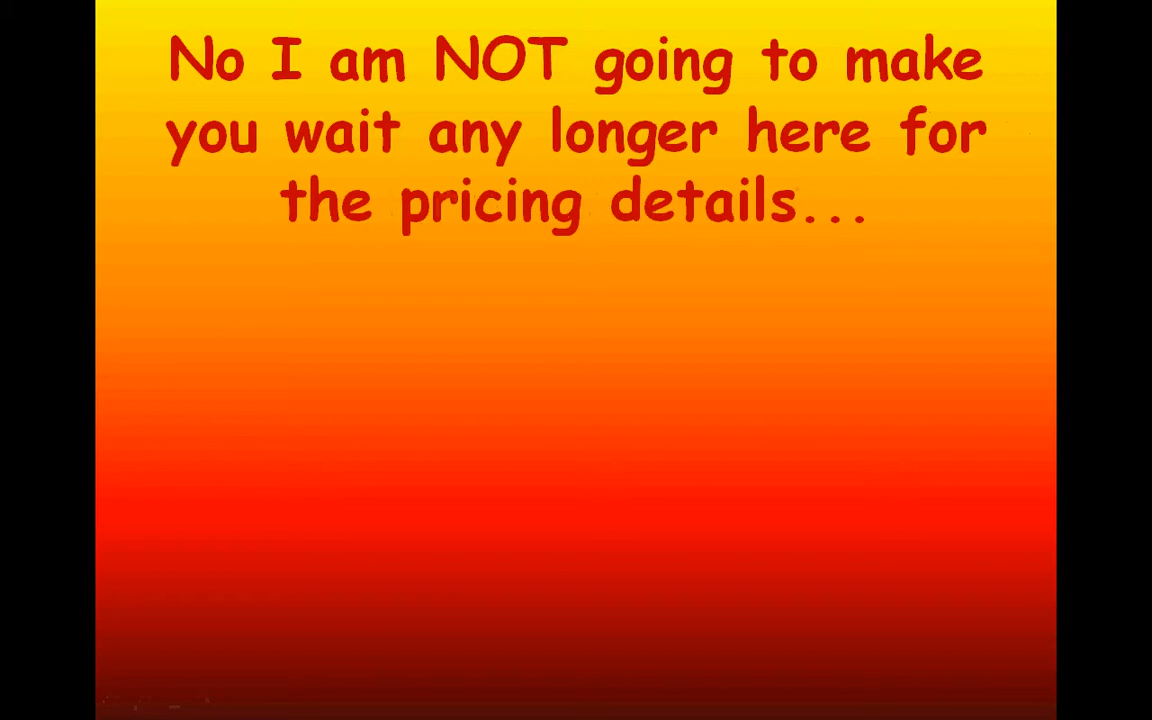 No I am NOT going to make
you wait any longer here for
the pricing details...